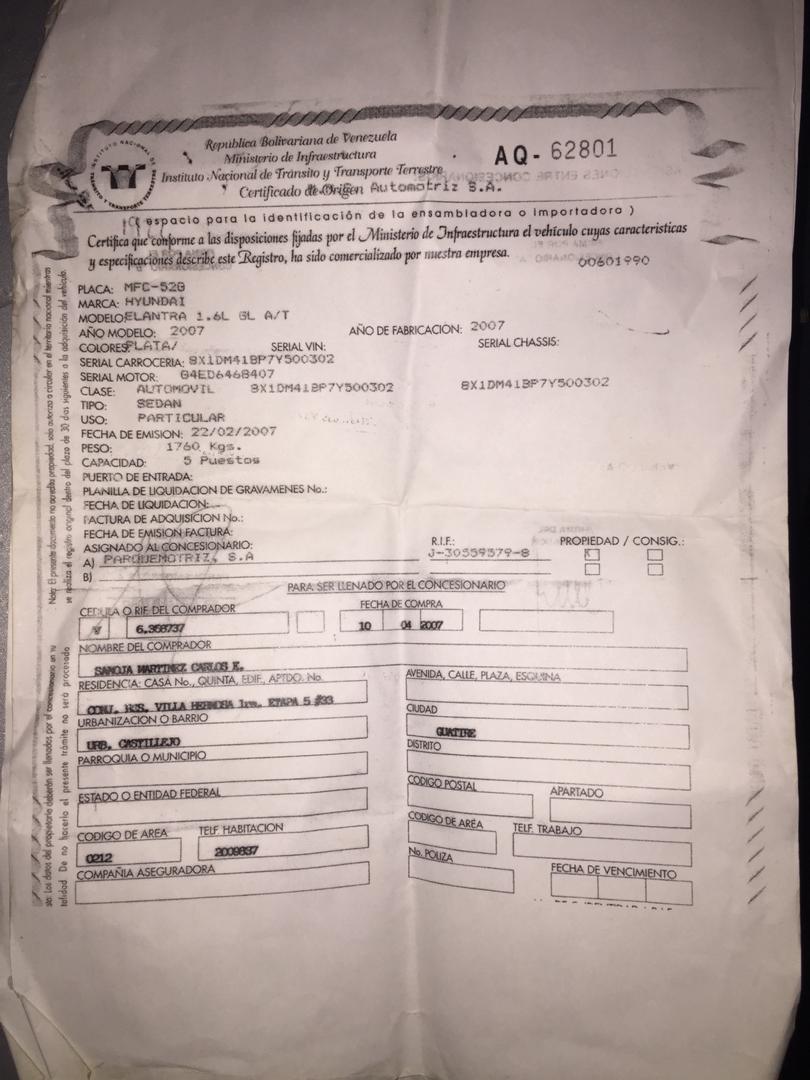 República Bolivariana de Venezuela
Ministerio de Infraestructura
Instituto Nacional de Tránsito y Transporte Terrestre
AQ- 62801
Certificado de Origen Automotriz S.A.
( espacio para la identificación de la ensambladora o importadora )
Certifica que conforme a las disposiciones fijadas por el Ministerio de Infraestructura el vehículo cuyas características
y especificaciones describe este Registro, ha sido comercializado por nuestra empresa.
00601990
PLACA: MFC-52G
MARCA: HYUNDAI
MODELO: ELANTRA 1.6L GL A/T
AÑO MODELO: 2007 AÑO DE FABRICACION: 2007
COLORES PLATA/ SERIAL VIN: SERIAL CHASSIS:
SERIAL CARROCERIA: 8X1DM41BP7Y500302
SERIAL MOTOR: G4ED6468407
CLASE: AUTOMOVIL 8X1DM41BP7Y500302 8X1DM41BP7Y500302
TIPO: SEDAN
USO: PARTICULAR
FECHA DE EMISION: 22/02/2007
PESO: 1760 Kgs.
CAPACIDAD: 5 Puestos
PUERTO DE ENTRADA:
PLANILLA DE LIQUIDACION DE GRAVAMENES No.:
FECHA DE LIQUIDACION:
FACTURA DE ADQUISICION No.:
FECHA DE EMISION FACTURA:
ASIGNADO AL CONCESIONARIO: R.I.F.: PROPIEDAD / CONSIG.:
A) PARQUEMOTRIZ, S.A J-30559579-8
B)
PARA SER LLENADO POR EL CONCESIONARIO
CEDULA O RIF DEL COMPRADOR FECHA DE COMPRA
V 6.368737 10 04 2007
NOMBRE DEL COMPRADOR
SANOJA MARTINEZ CARLOS E.
RESIDENCIA: CASA No., QUINTA, EDIF., APTDO. No. AVENIDA, CALLE, PLAZA, ESQUINA
CONJ. RES. VILLA HERMOSA 1ra. ETAPA 5 #33
URBANIZACION O BARRIO CIUDAD
URB. CASTILLEJO GUATIRE
PARROQUIA O MUNICIPIO DISTRITO
ESTADO O ENTIDAD FEDERAL CODIGO POSTAL APARTADO
CODIGO DE AREA TELF. HABITACION CODIGO DE AREA TELF. TRABAJO
0212 2009837
COMPAÑIA ASEGURADORA No. POLIZA FECHA DE VENCIMIENTO
Nota: El presente documento no acredita propiedad, solo autoriza a circular en el territorio nacional mientras
se realiza el registro original dentro del plazo de 30 días siguientes a la adquisición del vehículo.
Los datos del propietario deberán ser llenados por el concesionario en su
totalidad. De no hacerlo el presente trámite no será procesado